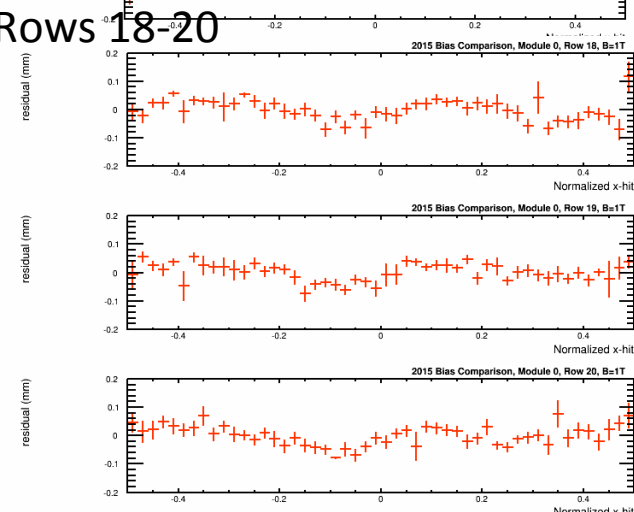 -0.2 -0.4 -0.2 0 0.2 0.4
Rows 18-20
2015 Bias Comparison, Module 0, Row 18, B=1T
residual (mm)
0.2
0.1
0
-0.1
-0.2
-0.4 -0.2 0 0.2 0.4
Normalized x-hit
2015 Bias Comparison, Module 0, Row 19, B=1T
residual (mm)
0.2
0.1
0
-0.1
-0.2
-0.4 -0.2 0 0.2 0.4
Normalized x-hit
2015 Bias Comparison, Module 0, Row 20, B=1T
residual (mm)
0.2
0.1
0
-0.1
-0.2
-0.4 -0.2 0 0.2 0.4
Normalized x-hit